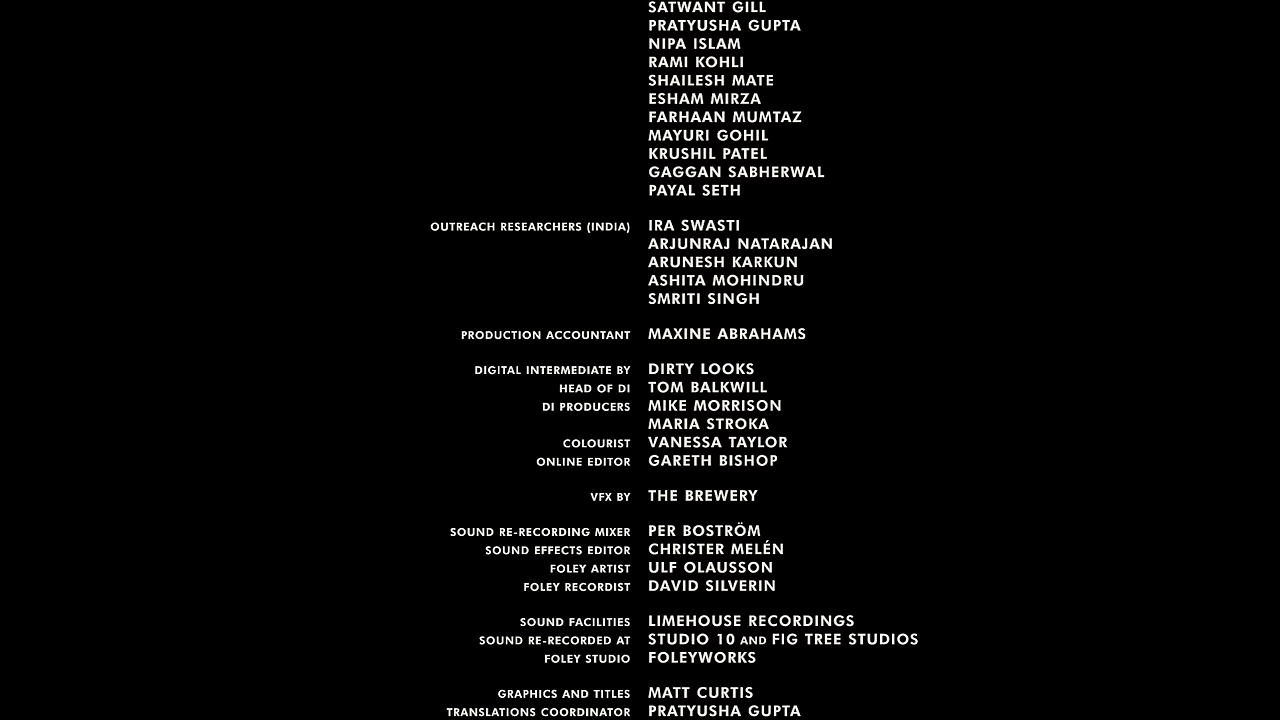 SATWANT GILL
PRATYUSHA GUPTA
NIPA ISLAM
RAMI KOHLI
SHAILESH MATE
ESHAM MIRZA
FARHAAN MUMTAZ
MAYURI GOHIL
KRUSHIL PATEL
GAGGAN SABHERWAL
PAYAL SETH
OUTREACH RESEARCHERS (INDIA) IRA SWASTI
ARJUNRAJ NATARAJAN
ARUNESH KARKUN
ASHITA MOHINDRU
SMRITI SINGH
PRODUCTION ACCOUNTANT MAXINE ABRAHAMS
DIGITAL INTERMEDIATE BY DIRTY LOOKS
HEAD OF DI TOM BALKWILL
DI PRODUCERS MIKE MORRISON
MARIA STROKA
COLOURIST VANESSA TAYLOR
ONLINE EDITOR GARETH BISHOP
VFX BY THE BREWERY
SOUND RE-RECORDING MIXER PER BOSTRÖM
SOUND EFFECTS EDITOR CHRISTER MELÉN
FOLEY ARTIST ULF OLAUSSON
FOLEY RECORDIST DAVID SILVERIN
SOUND FACILITIES LIMEHOUSE RECORDINGS
SOUND RE-RECORDED AT STUDIO 10 AND FIG TREE STUDIOS
FOLEY STUDIO FOLEYWORKS
GRAPHICS AND TITLES MATT CURTIS
TRANSLATIONS COORDINATOR PRATYUSHA GUPTA